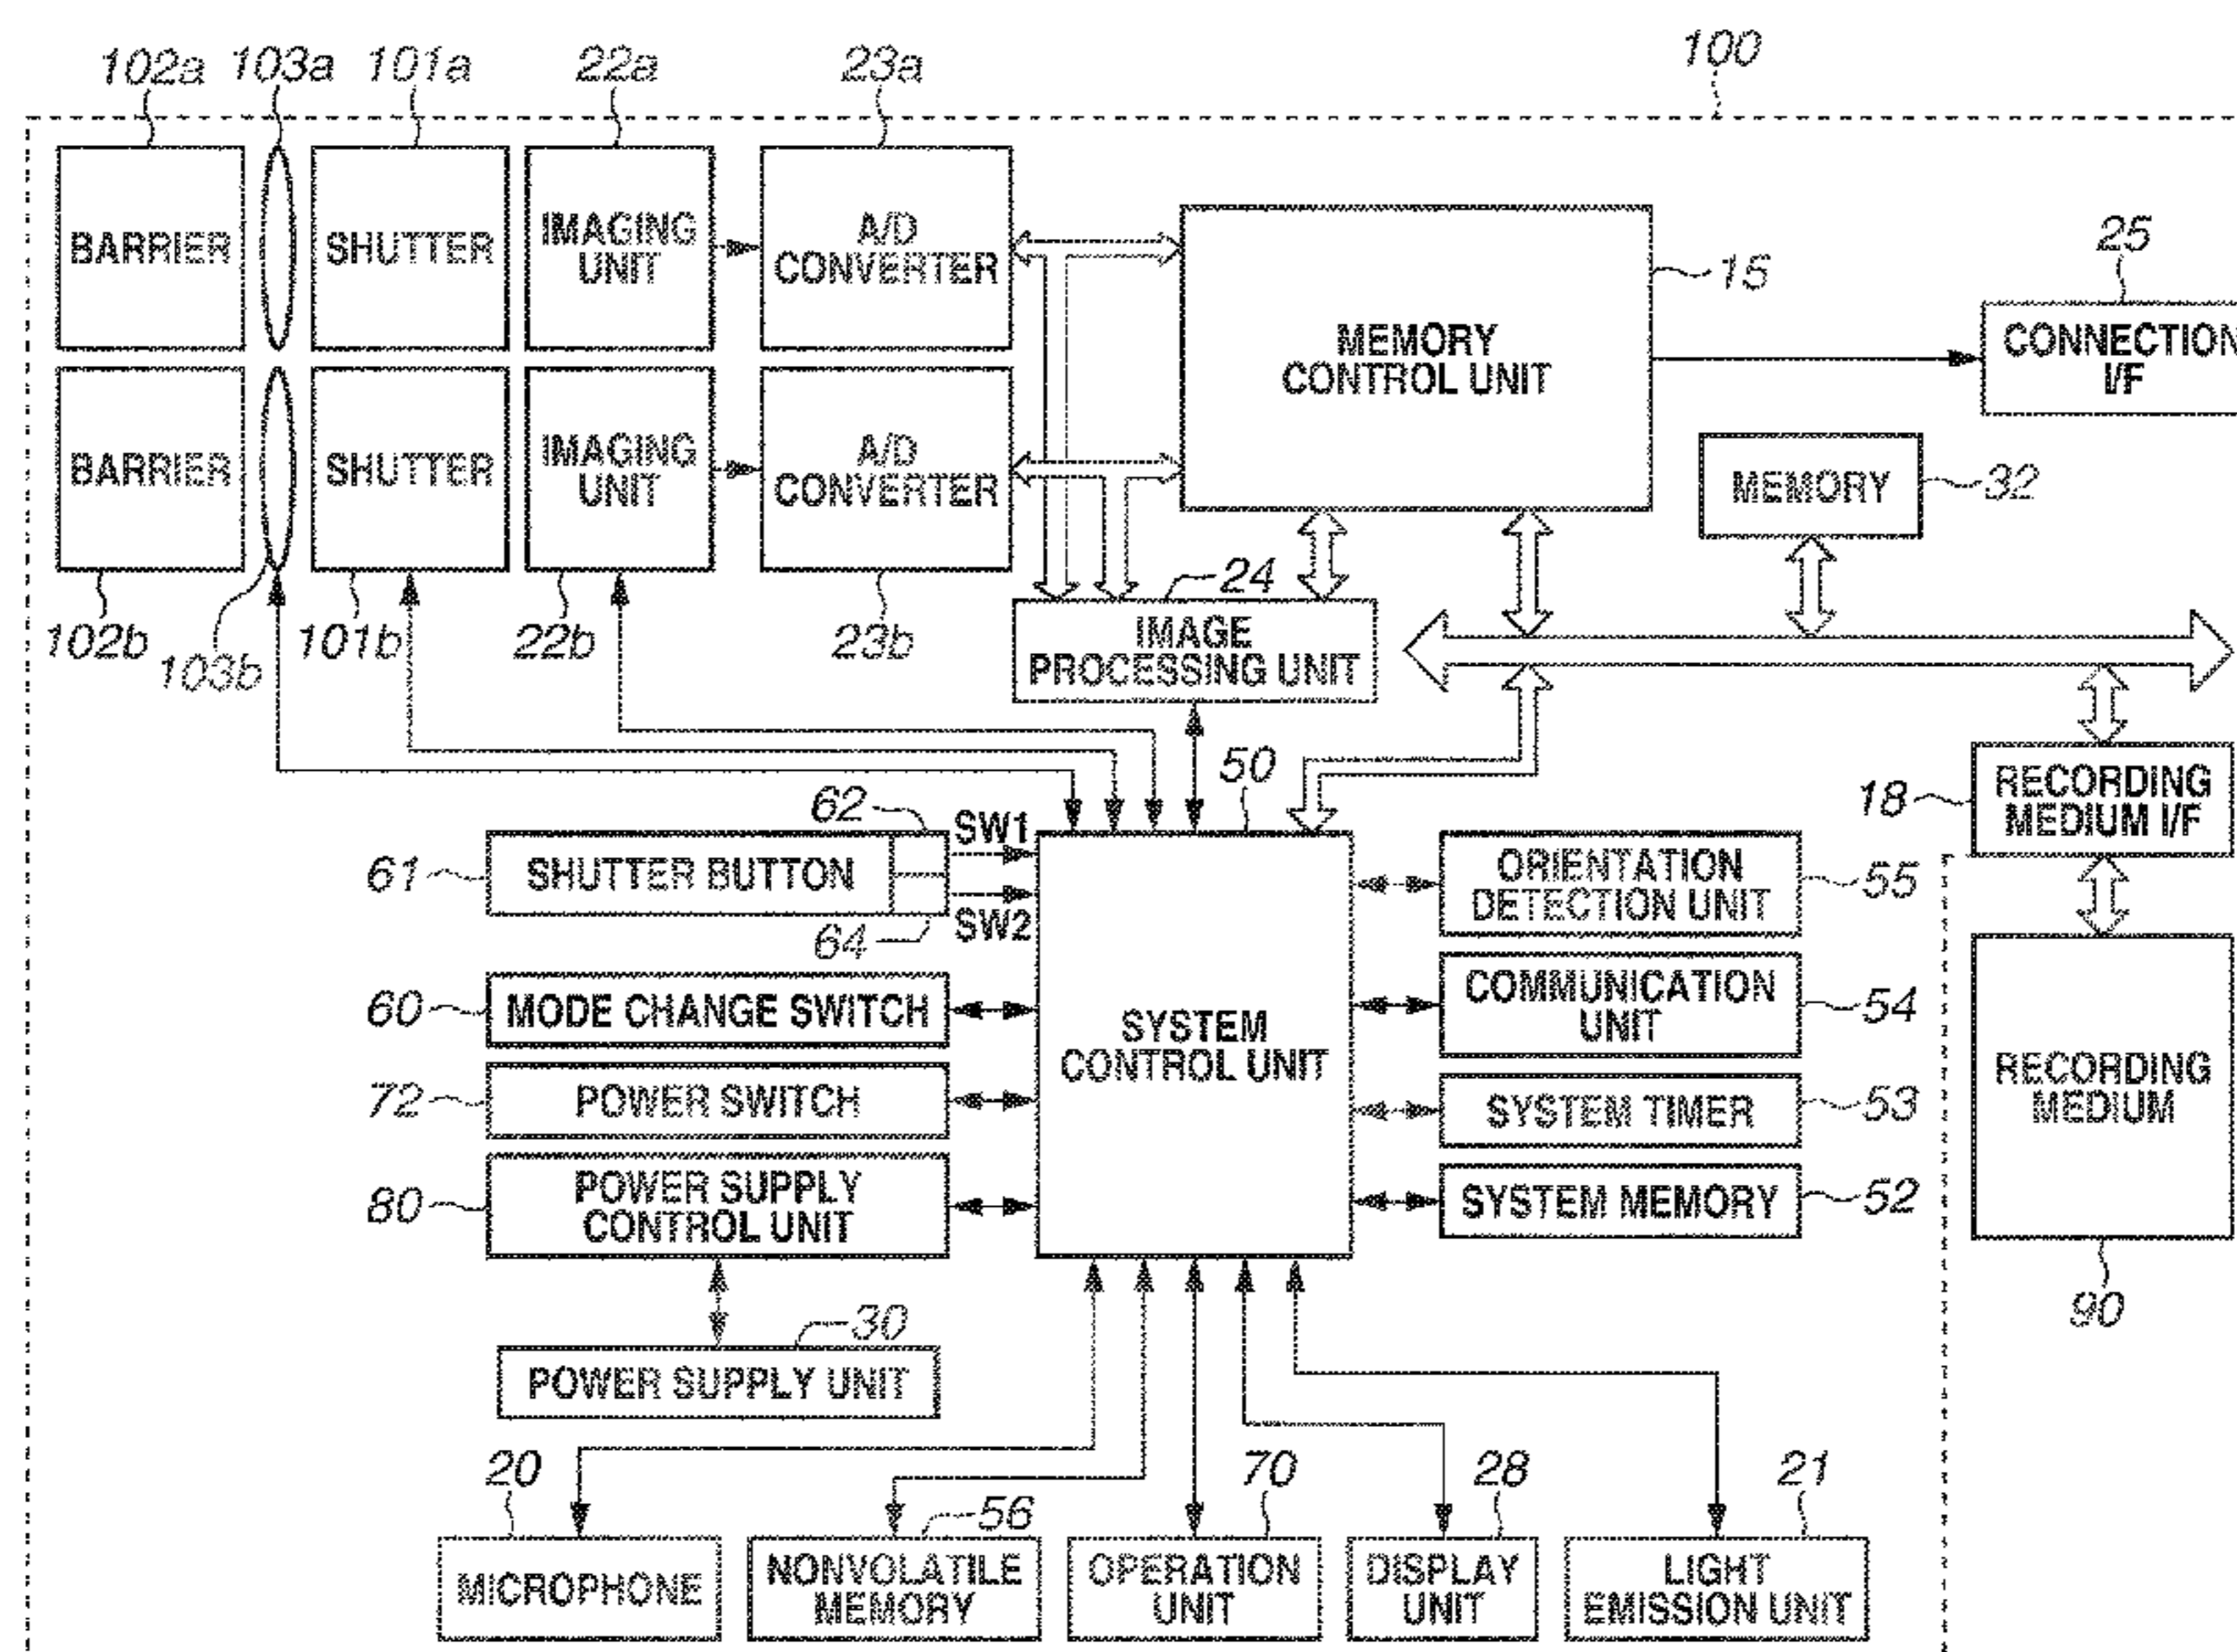 100
102a 103a 101a 22a 23a
BARRIER
SHUTTER
IMAGING
UNIT
A/D
CONVERTER
MEMORY
CONTROL UNIT
15
25
CONNECTION
I/F
BARRIER
SHUTTER
IMAGING
UNIT
A/D
CONVERTER
MEMORY
32
102b
103b
101b
22b
23b
24
IMAGE
PROCESSING UNIT
50
18
RECORDING
MEDIUM I/F
62
SW1
61
SHUTTER BUTTON
64
SW2
SYSTEM
CONTROL UNIT
ORIENTATION
DETECTION UNIT
55
60
MODE CHANGE SWITCH
COMMUNICATION
UNIT
54
72
POWER SWITCH
SYSTEM TIMER
53
80
POWER SUPPLY
CONTROL UNIT
SYSTEM MEMORY
52
RECORDING
MEDIUM
90
30
POWER SUPPLY UNIT
20
56
70
28
21
MICROPHONE
NONVOLATILE
MEMORY
OPERATION
UNIT
DISPLAY
UNIT
LIGHT
EMISSION UNIT